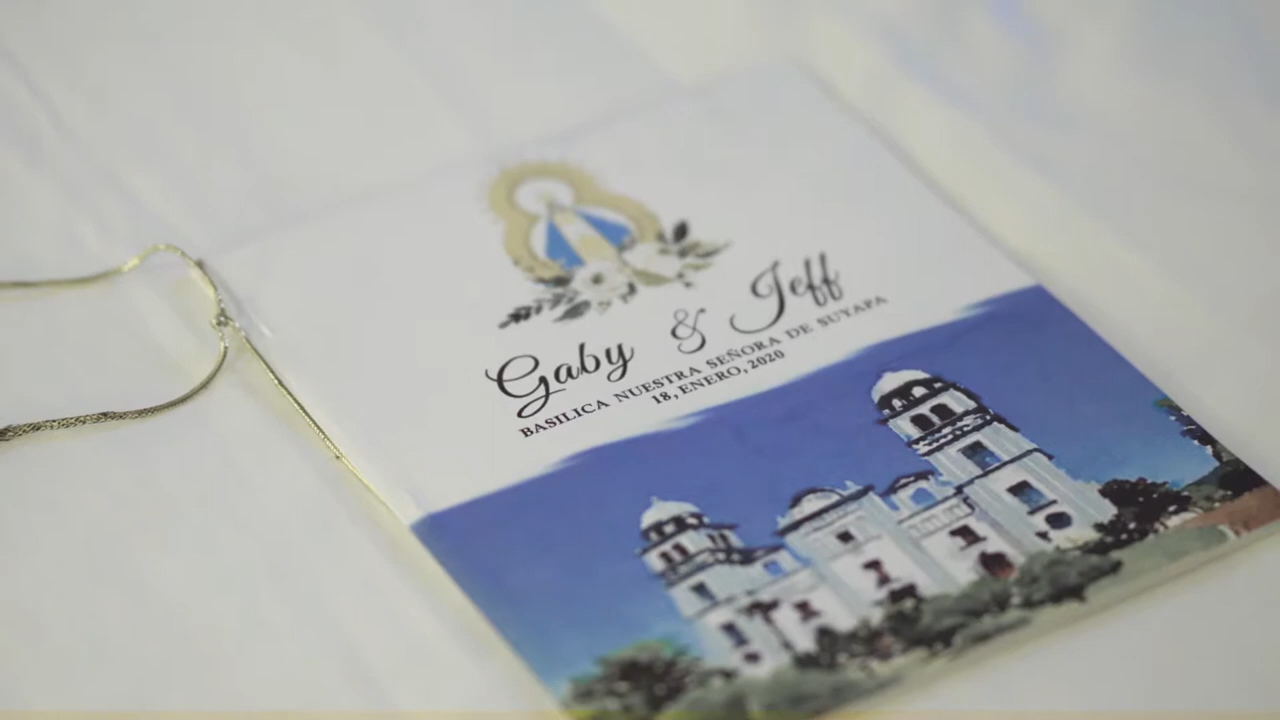 Gaby & Jeff
BASILICA NUESTRA SEÑORA DE SUYAPA
18, ENERO, 2020